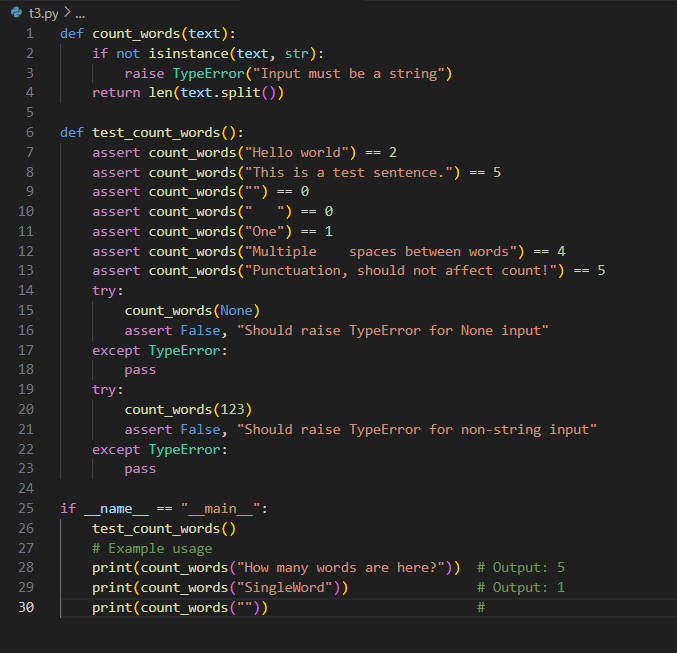 t3.py > ...
1 def count_words(text):
2     if not isinstance(text, str):
3         raise TypeError("Input must be a string")
4     return len(text.split())
5
6 def test_count_words():
7     assert count_words("Hello world") == 2
8     assert count_words("This is a test sentence.") == 5
9     assert count_words("") == 0
10     assert count_words("   ") == 0
11     assert count_words("One") == 1
12     assert count_words("Multiple    spaces between words") == 4
13     assert count_words("Punctuation, should not affect count!") == 5
14     try:
15         count_words(None)
16         assert False, "Should raise TypeError for None input"
17     except TypeError:
18         pass
19     try:
20         count_words(123)
21         assert False, "Should raise TypeError for non-string input"
22     except TypeError:
23         pass
24
25 if __name__ == "__main__":
26     test_count_words()
27     # Example usage
28     print(count_words("How many words are here?"))  # Output: 5
29     print(count_words("SingleWord"))                # Output: 1
30     print(count_words(""))                          #